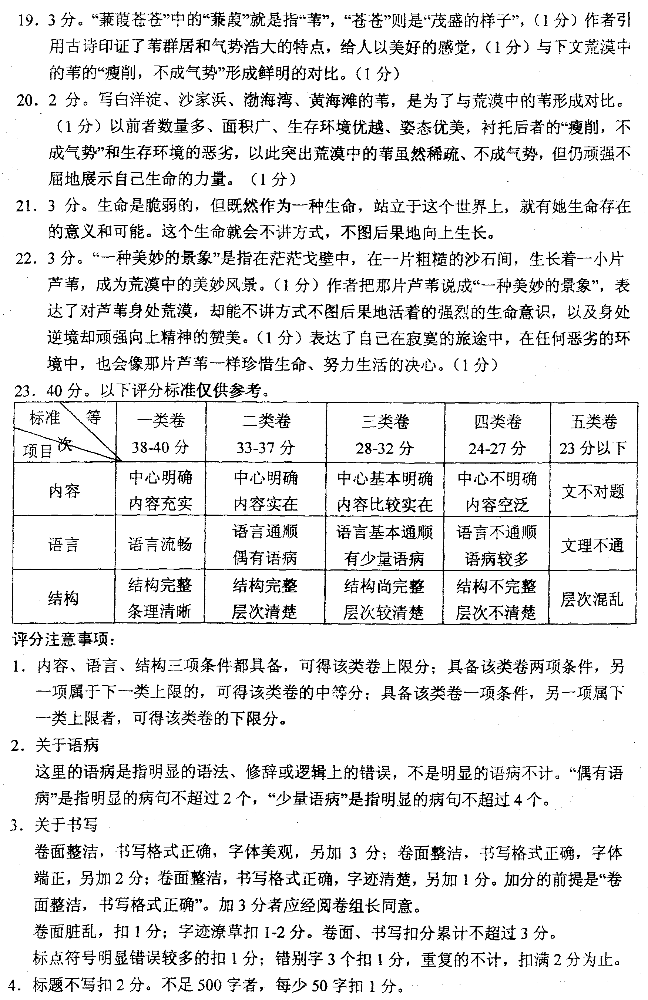 19. 3 分。“蒹葭苍苍”中的“蒹葭”就是指“苇”，“苍苍”则是“茂盛的样子”，（1 分）作者引
用古诗印证了苇群居和气势浩大的特点，给人以美好的感觉，（1 分）与下文荒漠中
的苇的“瘦削，不成气势”形成鲜明的对比。（1 分）
20. 2 分。写白洋淀、沙家浜、渤海湾、黄海滩的苇，是为了与荒漠中的苇形成对比。
（1 分）以前者数量多、面积广、生存环境优越、姿态优美，衬托后者的“瘦削，不
成气势”和生存环境的恶劣，以此突出荒漠中的苇虽然稀疏、不成气势，但仍顽强不
屈地展示自己生命的力量。（1 分）
21. 3 分。生命是脆弱的，但既然作为一种生命，站立于这个世界上，就有她生命存在
的意义和可能。这个生命就会不讲方式，不图后果地向上生长。
22. 3 分。“一种美妙的景象”是指在茫茫戈壁中，在一片粗糙的沙石间，生长着一小片
芦苇，成为荒漠中的美妙风景。（1 分）作者把那片芦苇说成“一种美妙的景象”，表
达了对芦苇身处荒漠，却能不讲方式不图后果地活着的强烈的生命意识，以及身处
逆境却顽强向上精神的赞美。（1 分）表达了自己在寂寞的旅途中，在任何恶劣的环
境中，也会像那片芦苇一样珍惜生命、努力生活的决心。（1 分）
23. 40 分。以下评分标准仅供参考。
标准 等次 项目 一类卷 38-40 分 二类卷 33-37 分 三类卷 28-32 分 四类卷 24-27 分 五类卷 23 分以下
内容 中心明确 内容充实 中心明确 内容实在 中心基本明确 内容比较实在 中心不明确 内容空泛 文不对题
语言 语言流畅 语言通顺 偶有语病 语言基本通顺 有少量语病 语言不通顺 语病较多 文理不通
结构 结构完整 条理清晰 结构完整 层次清楚 结构尚完整 层次较清楚 结构不完整 层次不清楚 层次混乱
评分注意事项：
1. 内容、语言、结构三项条件都具备，可得该类卷上限分；具备该类卷两项条件，另
一项属于下一类上限的，可得该类卷的中等分；具备该类卷一项条件，另一项属下
一类上限者，可得该类卷的下限分。
2. 关于语病
这里的语病是指明显的语法、修辞或逻辑上的错误，不是明显的语病不计。“偶有语
病”是指明显的病句不超过 2 个，“少量语病”是指明显的病句不超过 4 个。
3. 关于书写
卷面整洁，书写格式正确，字体美观，另加 3 分；卷面整洁，书写格式正确，字体
端正，另加 2 分；卷面整洁，书写格式正确，字迹清楚，另加 1 分。加分的前提是“卷
面整洁，书写格式正确”。加 3 分者应经阅卷组长同意。
卷面脏乱，扣 1 分；字迹潦草扣 1-2 分。卷面、书写扣分累计不超过 3 分。
标点符号明显错误较多的扣 1 分；错别字 3 个扣 1 分，重复的不计，扣满 2 分为止。
4. 标题不写扣 2 分。不足 500 字者，每少 50 字扣 1 分。